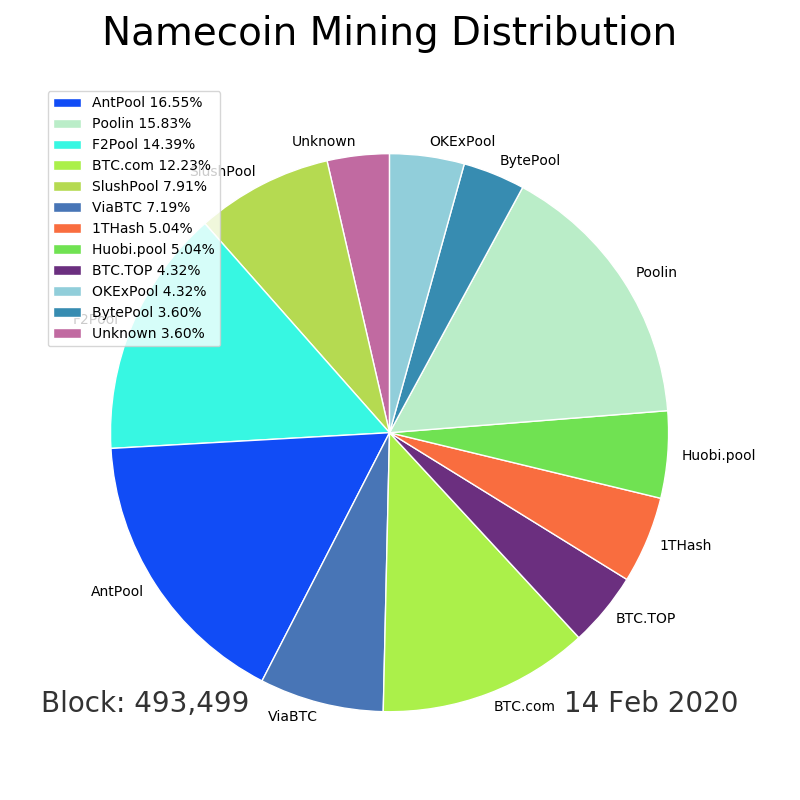 Namecoin Mining Distribution
AntPool 16.55%
Poolin 15.83%
F2Pool 14.39%
BTC.com 12.23%
SlushPool 7.91%
ViaBTC 7.19%
1THash 5.04%
Huobi.pool 5.04%
BTC.TOP 4.32%
OKExPool 4.32%
BytePool 3.60%
Unknown 3.60%
Unknown
OKExPool
BytePool
SlushPool
Poolin
F2Pool
Huobi.pool
1THash
AntPool
BTC.TOP
BTC.com
ViaBTC
Block: 493,499
14 Feb 2020